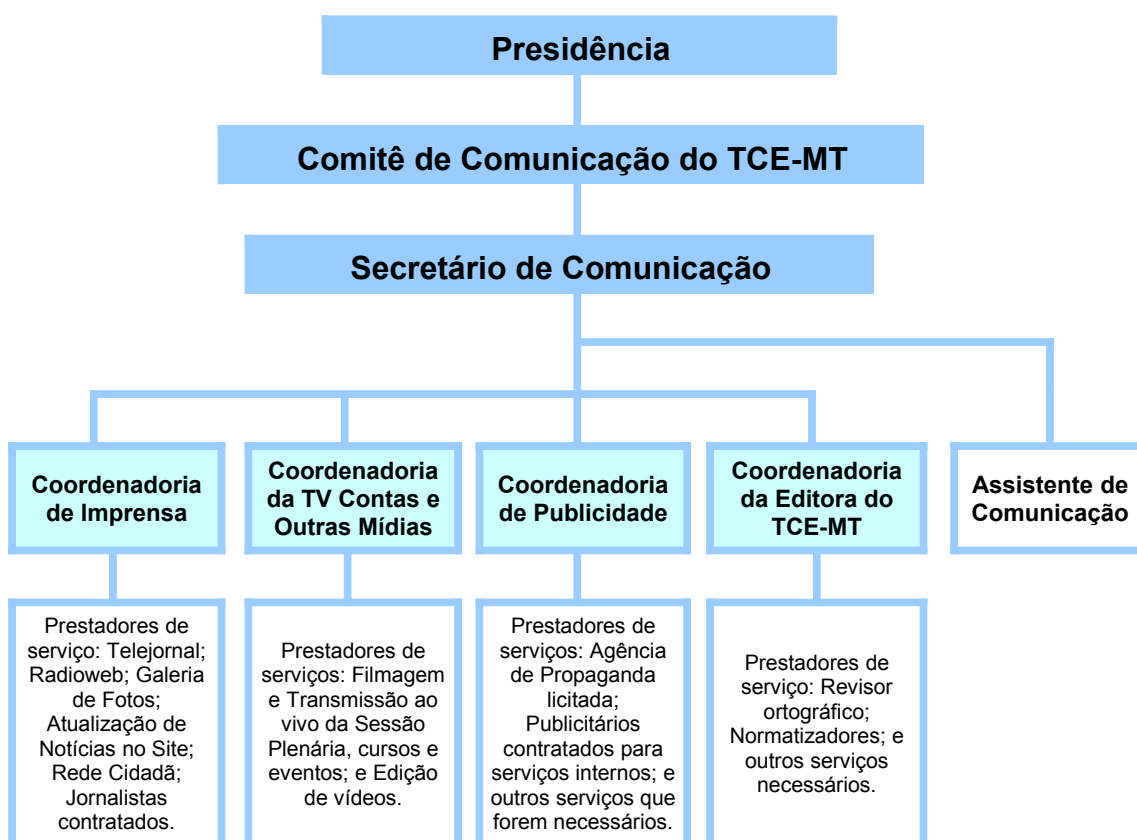 Presidência
Comitê de Comunicação do TCE-MT
Secretário de Comunicação
Coordenadoria
de Imprensa
Coordenadoria
da TV Contas e
Outras Mídias
Coordenadoria
de Publicidade
Coordenadoria
da Editora do
TCE-MT
Assistente de
Comunicação
Prestadores de
serviço: Telejornal;
Radioweb; Galeria
de Fotos;
Atualização de
Notícias no Site;
Rede Cidadã;
Jornalistas
contratados.
Prestadores de
serviços: Filmagem
e Transmissão ao
vivo da Sessão
Plenária, cursos e
eventos; e Edição
de vídeos.
Prestadores de
serviços: Agência
de Propaganda
licitada;
Publicitários
contratados para
serviços internos; e
outros serviços que
forem necessários.
Prestadores de
serviço: Revisor
ortográfico;
Normatizadores; e
outros serviços
necessários.